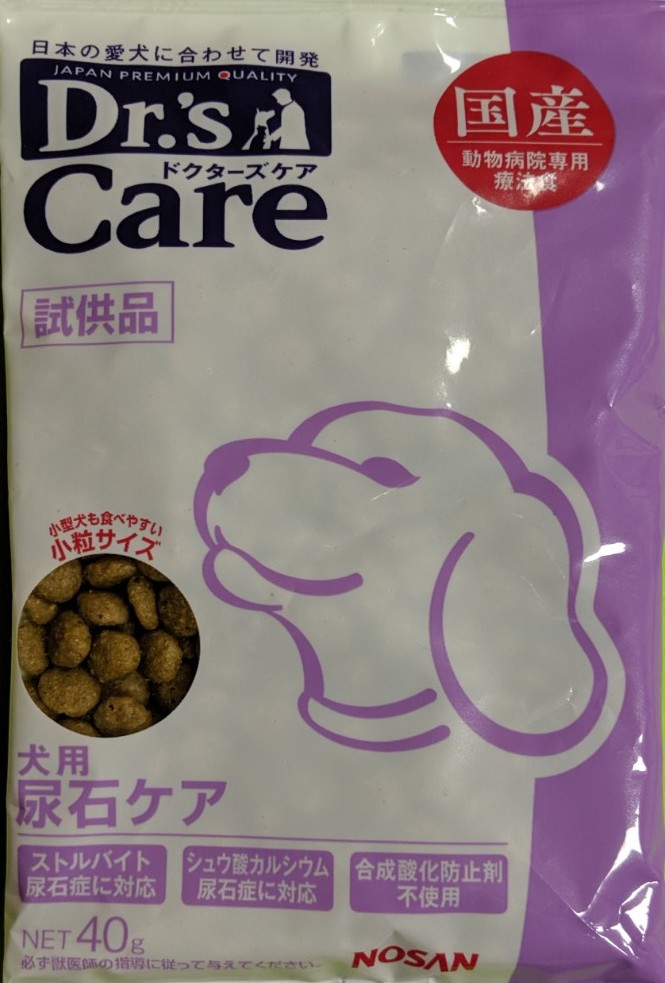 日本の愛犬に合わせて開発
JAPAN PREMIUM QUALITY
Dr.'s
ドクターズケア
Care
国産
動物病院専用
療法食
試供品
小型犬も食べやすい
小粒サイズ
犬用
尿石ケア
ストルバイト
尿石症に対応
シュウ酸カルシウム
尿石症に対応
合成酸化防止剤
不使用
NET 40g
必ず獣医師の指導に従って与えてください。
NOSAN